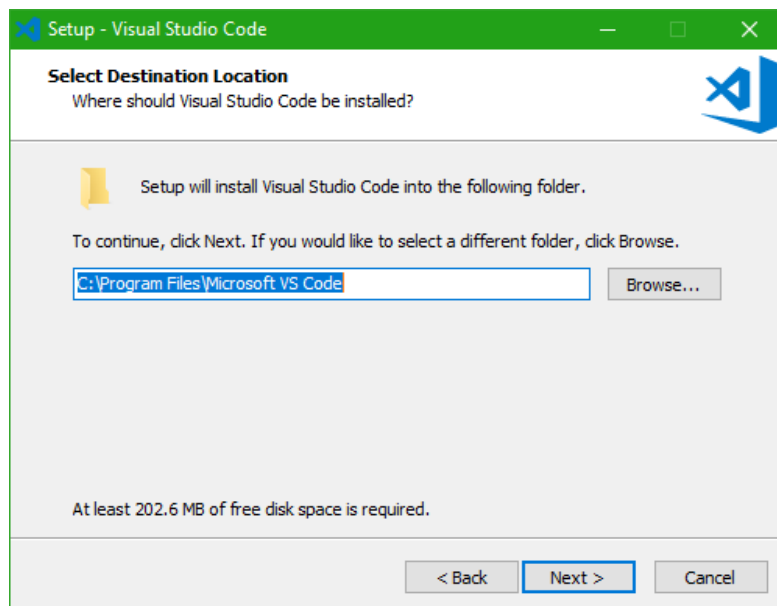 Setup - Visual Studio Code
Select Destination Location
Where should Visual Studio Code be installed?
Setup will install Visual Studio Code into the following folder.
To continue, click Next. If you would like to select a different folder, click Browse.
C:\Program Files\Microsoft VS Code
Browse...
At least 202.6 MB of free disk space is required.
< Back
Next >
Cancel